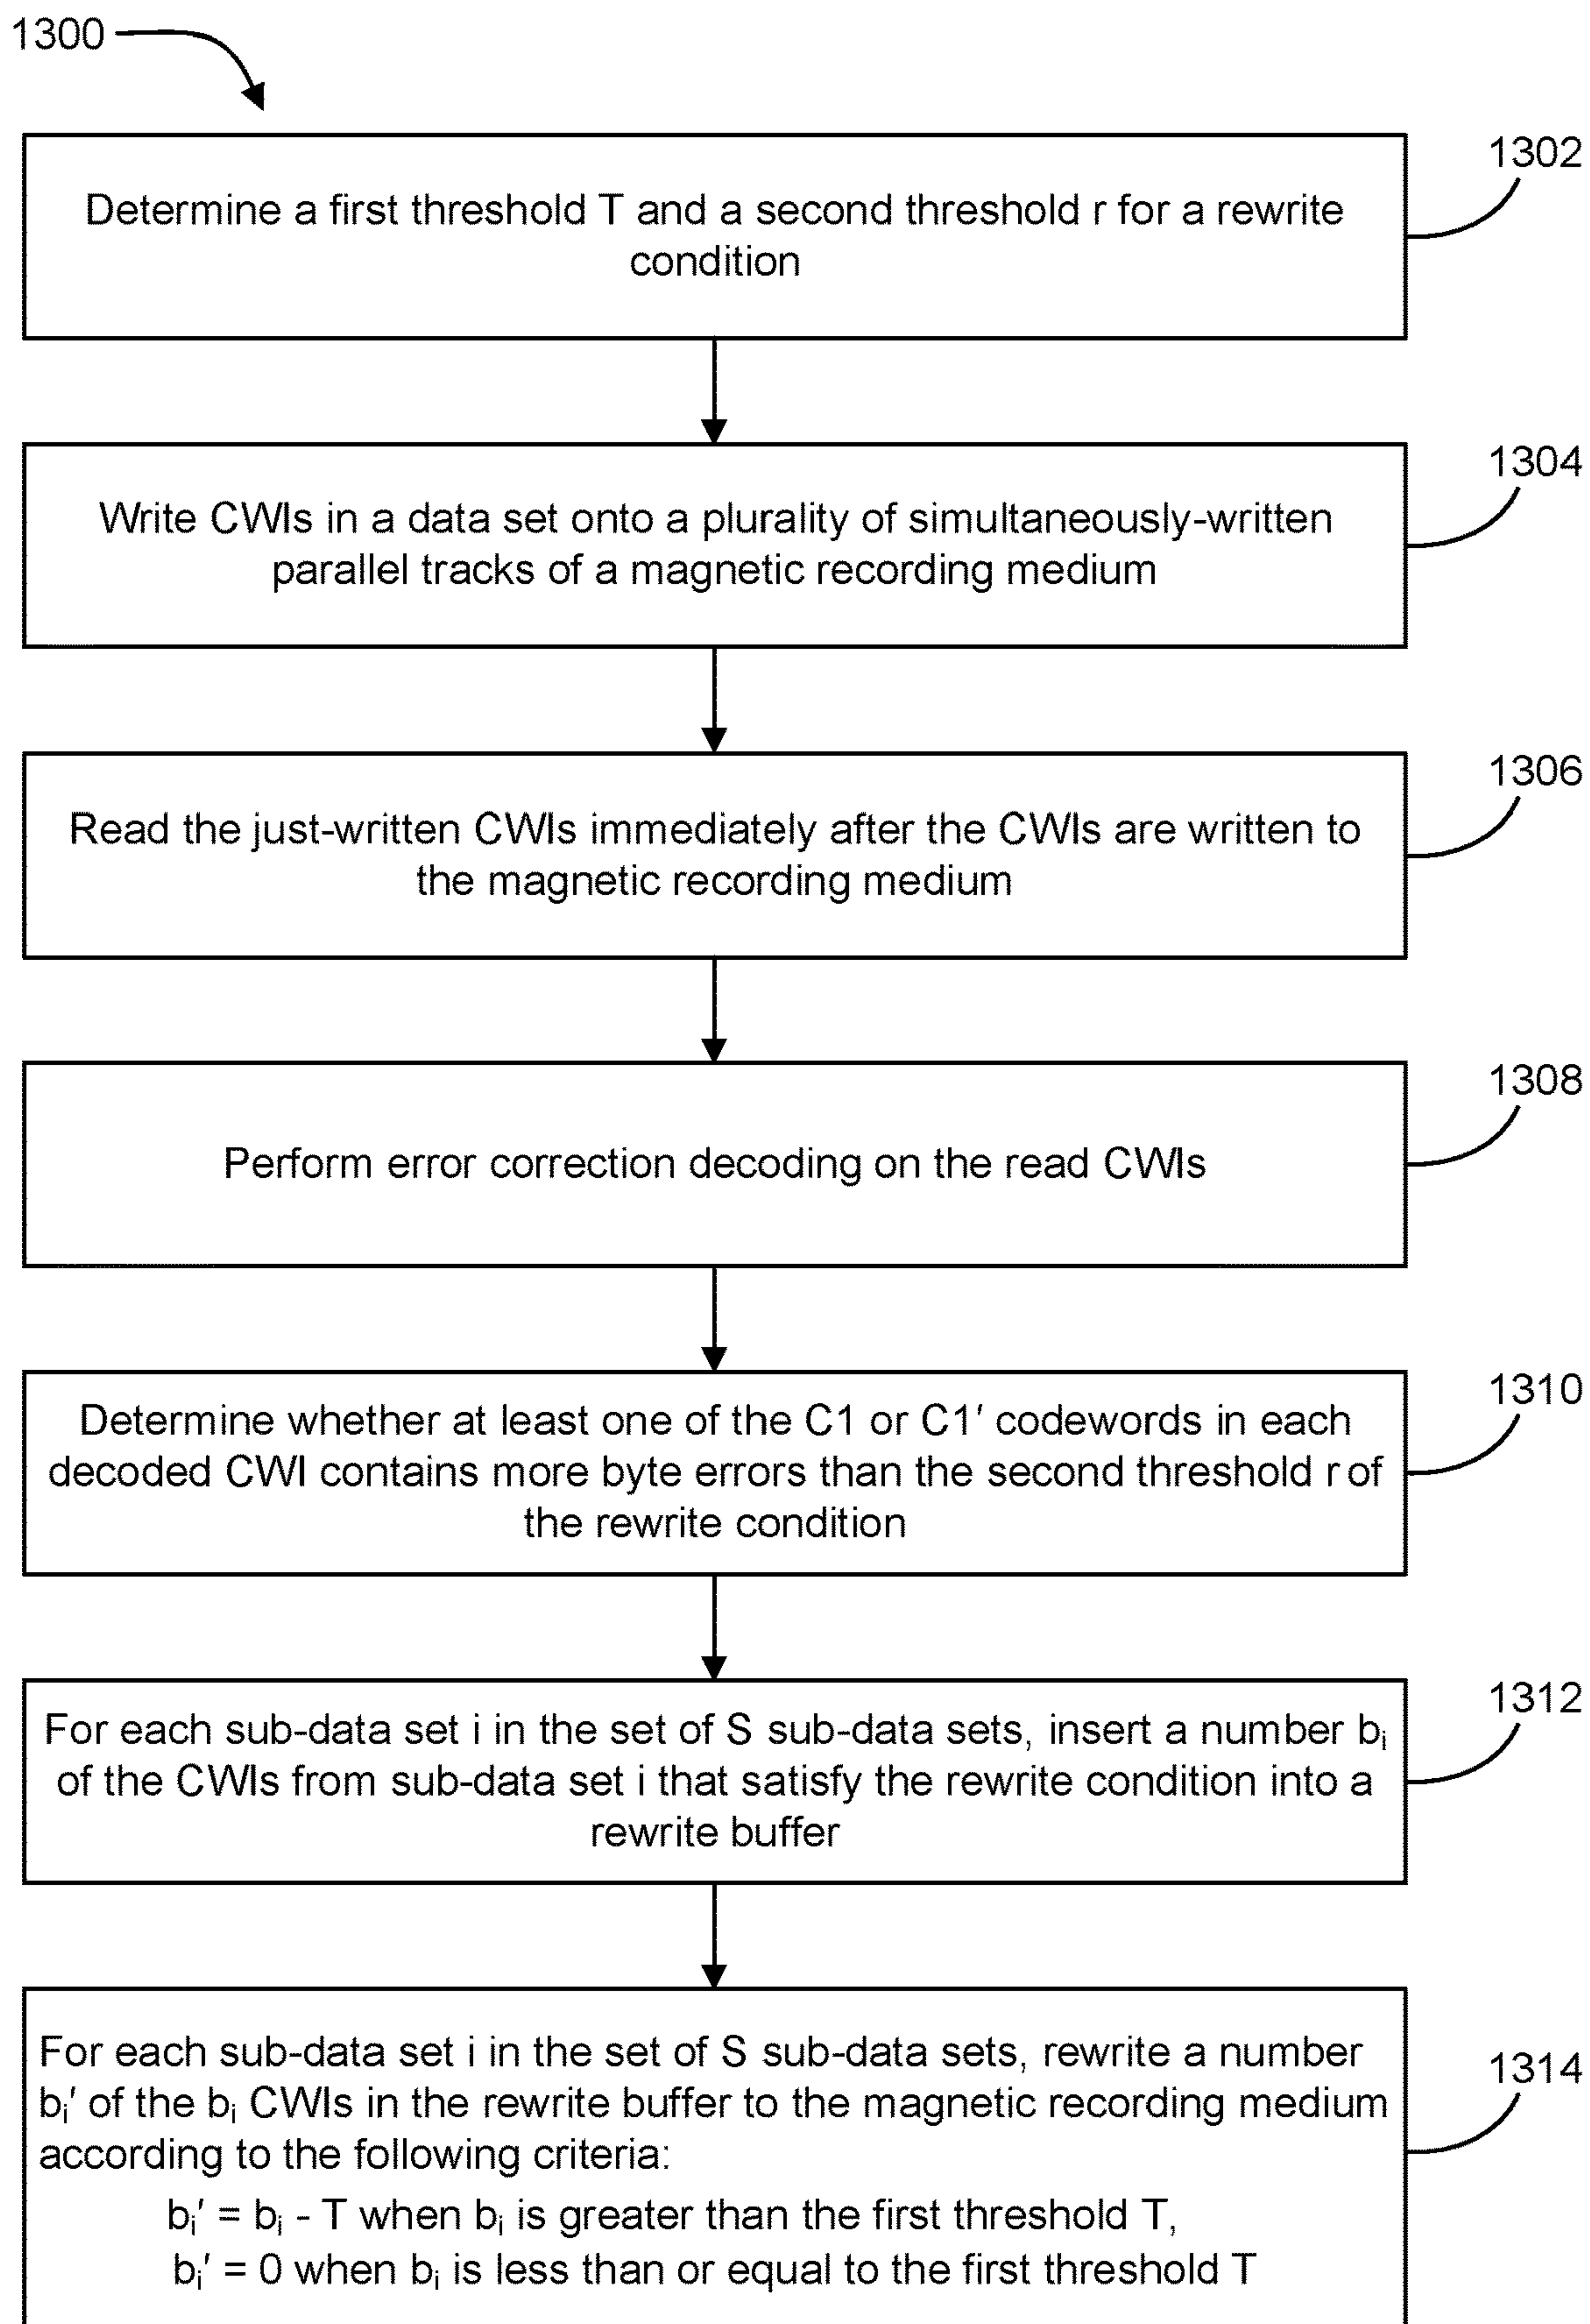 1300
1302
Determine a first threshold T and a second threshold r for a rewrite
condition
1304
Write CWIs in a data set onto a plurality of simultaneously-written
parallel tracks of a magnetic recording medium
1306
Read the just-written CWIs immediately after the CWIs are written to
the magnetic recording medium
1308
Perform error correction decoding on the read CWIs
1310
Determine whether at least one of the C1 or C1′ codewords in each
decoded CWI contains more byte errors than the second threshold r of
the rewrite condition
1312
For each sub-data set i in the set of S sub-data sets, insert a number bᵢ
of the CWIs from sub-data set i that satisfy the rewrite condition into a
rewrite buffer
1314
For each sub-data set i in the set of S sub-data sets, rewrite a number
bᵢ′ of the bᵢ CWIs in the rewrite buffer to the magnetic recording medium
according to the following criteria:
bᵢ′ = bᵢ - T when bᵢ is greater than the first threshold T,
bᵢ′ = 0 when bᵢ is less than or equal to the first threshold T